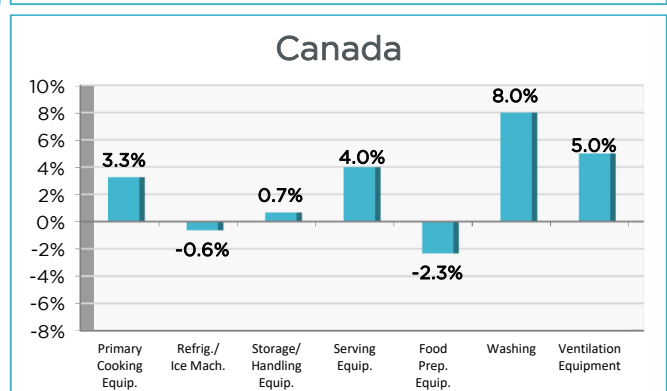 Canada
10%
8%
6%
4%
2%
0%
-2%
-4%
-6%
-8%
3.3%
-0.6%
0.7%
4.0%
-2.3%
8.0%
5.0%
Primary
Cooking
Equip.
Refrig./
Ice Mach.
Storage/
Handling
Equip.
Serving
Equip.
Food
Prep.
Equip.
Washing
Ventilation
Equipment